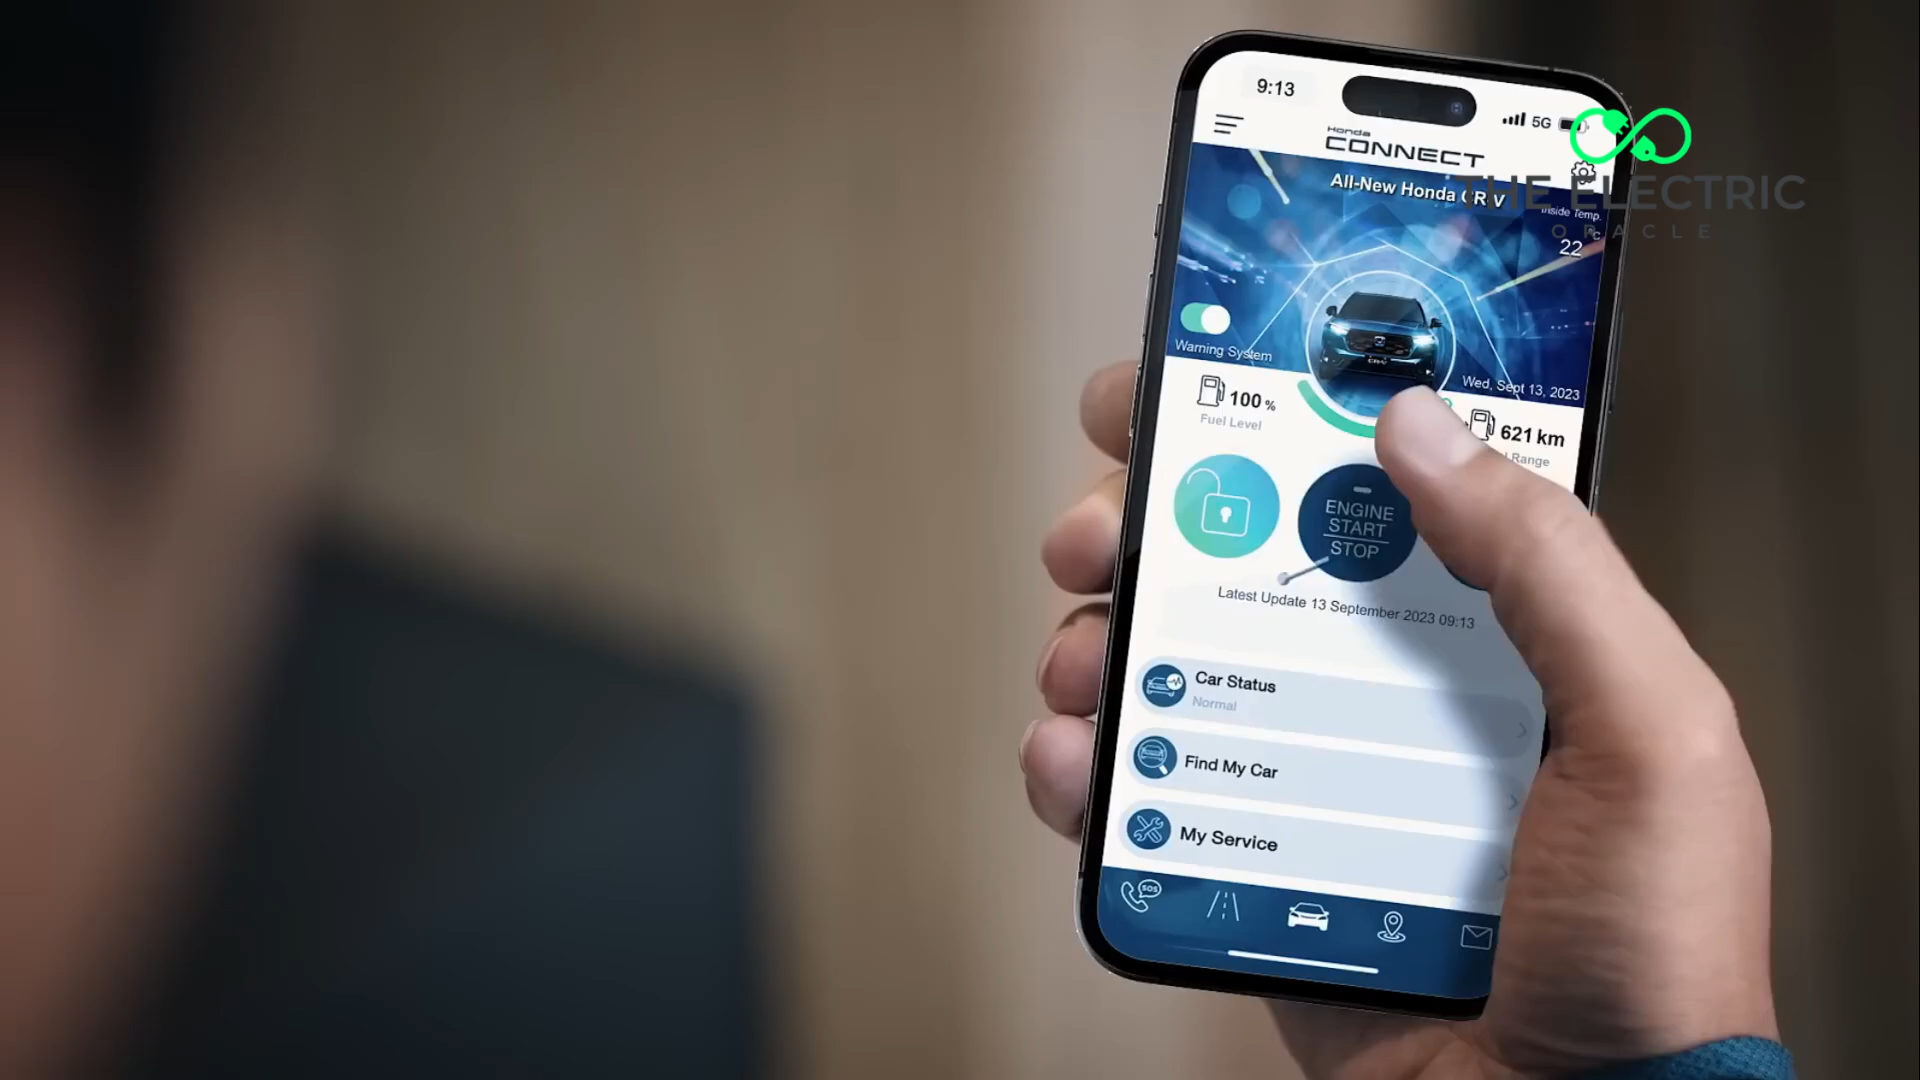 9:13
5G
Honda
CONNECT
All-New Honda CR-V
THE ELECTRIC
ORACLE
Inside Temp.
22 °C
Warning System
Wed, Sept 13, 2023
100 %
Fuel Level
621 km
Range
ENGINE
START
STOP
Latest Update 13 September 2023 09:13
Car Status
Normal
Find My Car
My Service
SOS